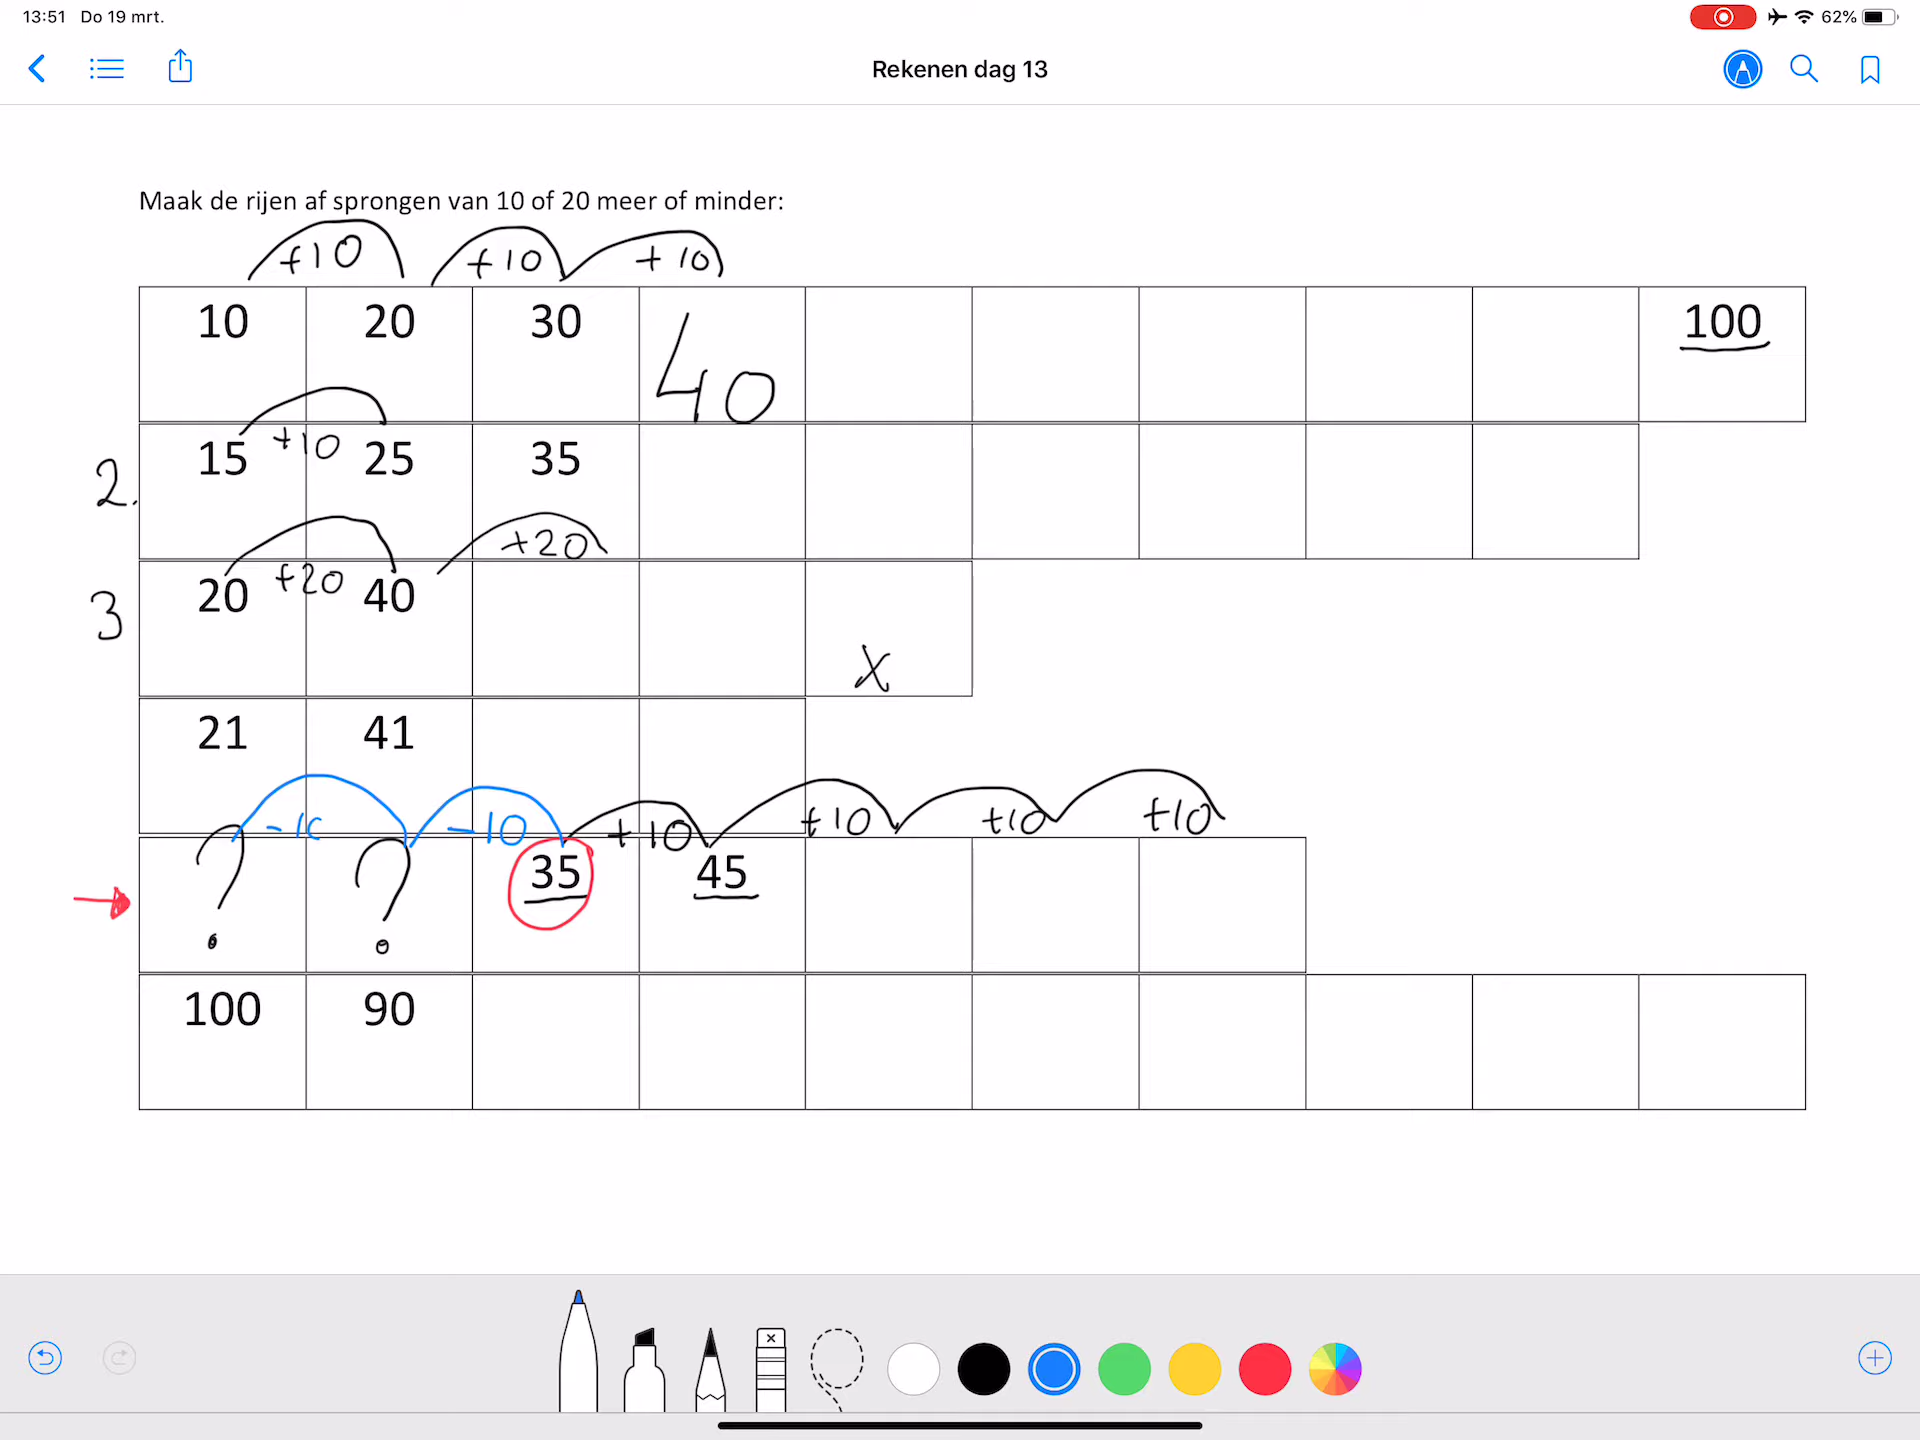 13:51 Do 19 mrt.
62%
Rekenen dag 13
Maak de rijen af sprongen van 10 of 20 meer of minder:
+10 +10 +10
10 20 30 40 100
+10
2. 15 25 35
+20 +20
3 20 40 X
21 41
-10 -10 +10 +10 +10 +10
? ? 35 45
100 90